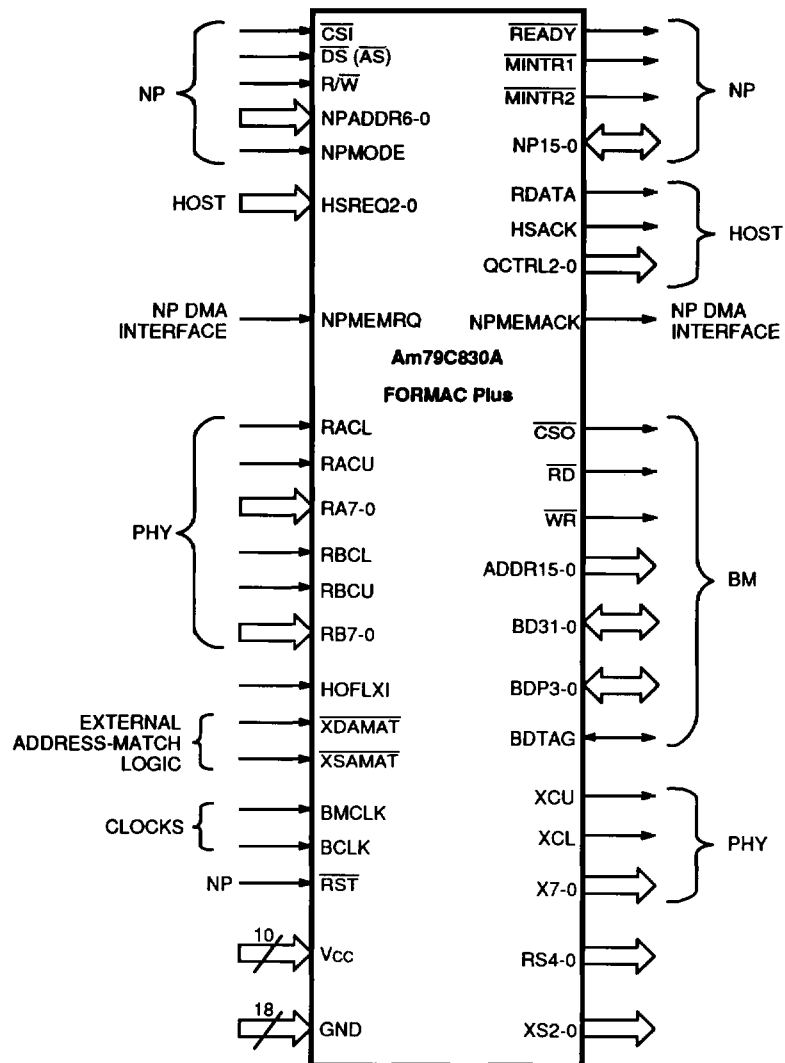 CSI
DS (AS)
R/W
NP
NPADDR6-0
NPMODE
HOST
HSREQ2-0
NP DMA
INTERFACE
NPMEMRQ
READY
MINTR1
MINTR2
NP
NP15-0
RDATA
HSACK
HOST
QCTRL2-0
NPMEMACK
NP DMA
INTERFACE
Am79C830A
FORMAC Plus
RACL
RACU
RA7-0
PHY
RBCL
RBCU
RB7-0
HOFLXI
EXTERNAL
ADDRESS-MATCH
LOGIC
XDAMAT
XSAMAT
CLOCKS
BMCLK
BCLK
NP
RST
10
Vcc
18
GND
CSO
RD
WR
ADDR15-0
BM
BD31-0
BDP3-0
BDTAG
XCU
XCL
PHY
X7-0
RS4-0
XS2-0